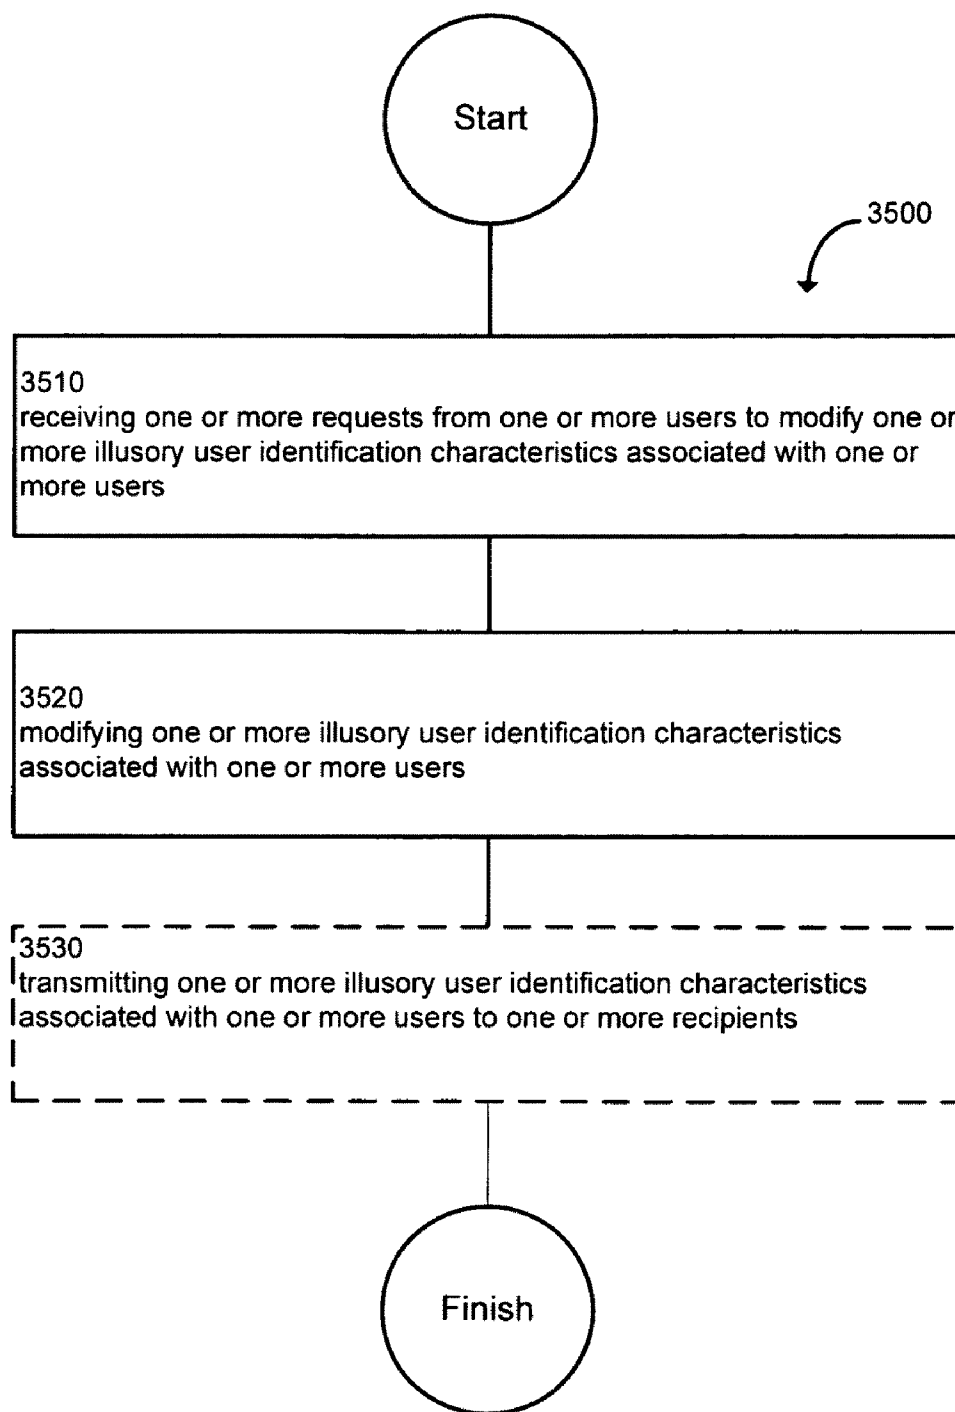 Start
3500
3510
receiving one or more requests from one or more users to modify one or
more illusory user identification characteristics associated with one or
more users
3520
modifying one or more illusory user identification characteristics
associated with one or more users
3530
transmitting one or more illusory user identification characteristics
associated with one or more users to one or more recipients
Finish